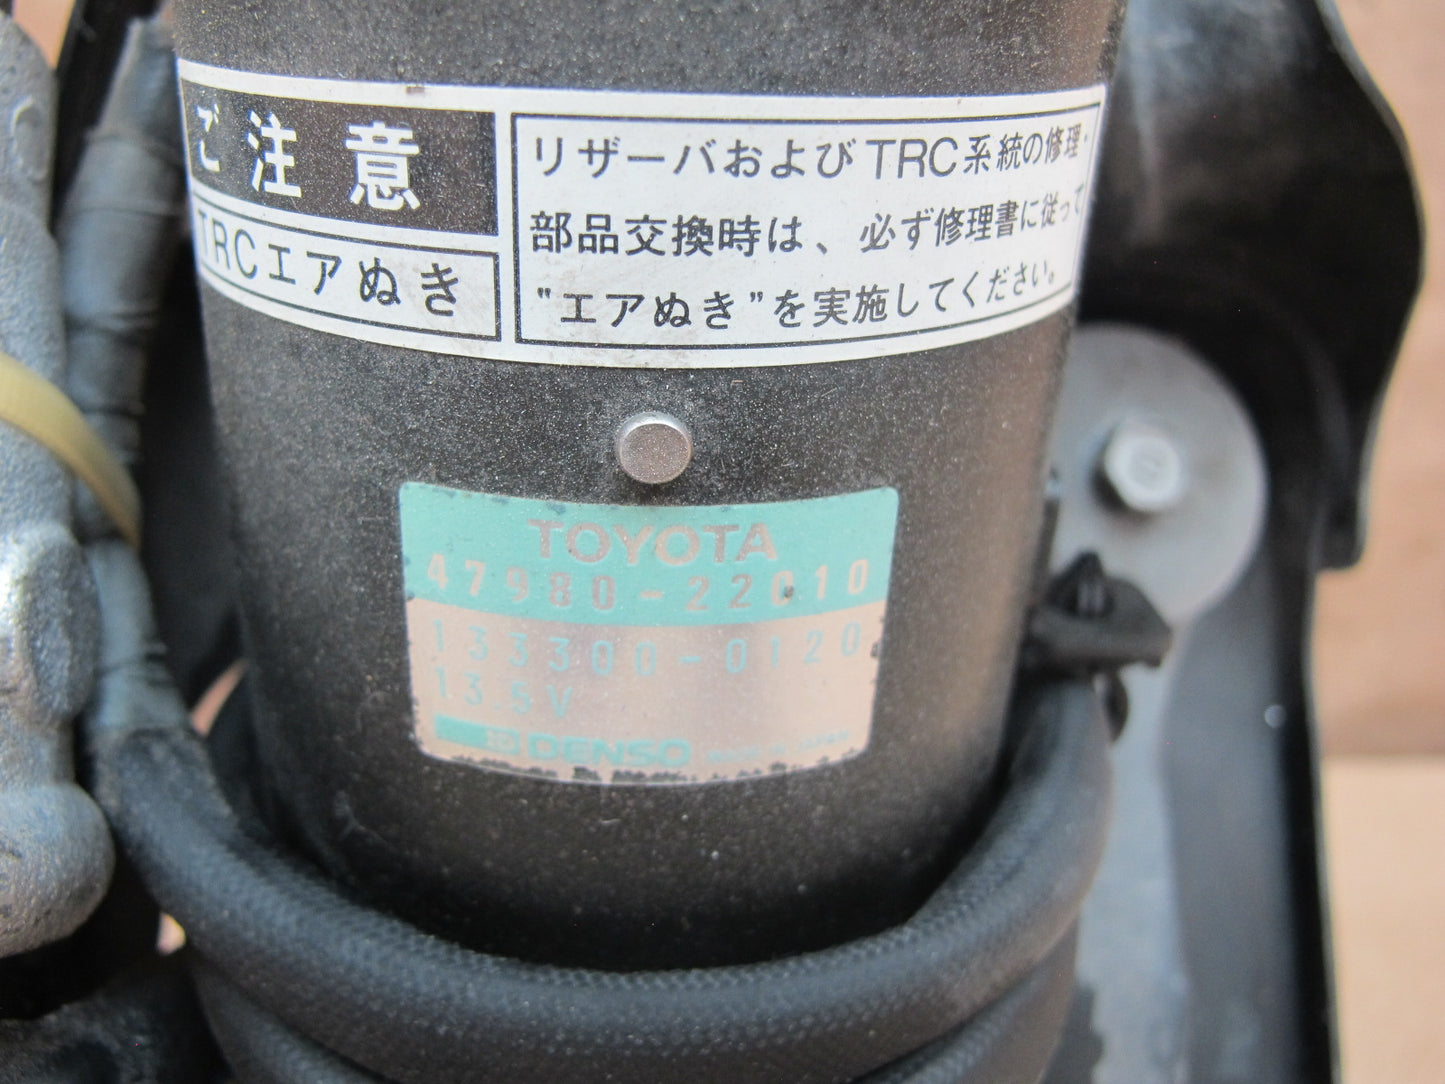 ご注意
TRCエアぬき
リザーバおよびTRC系統の修理・
部品交換時は、必ず修理書に従って
"エアぬき"を実施してください。
TOYOTA
47980-22010
133300-0120
13.5V
DENSO MADE IN JAPAN